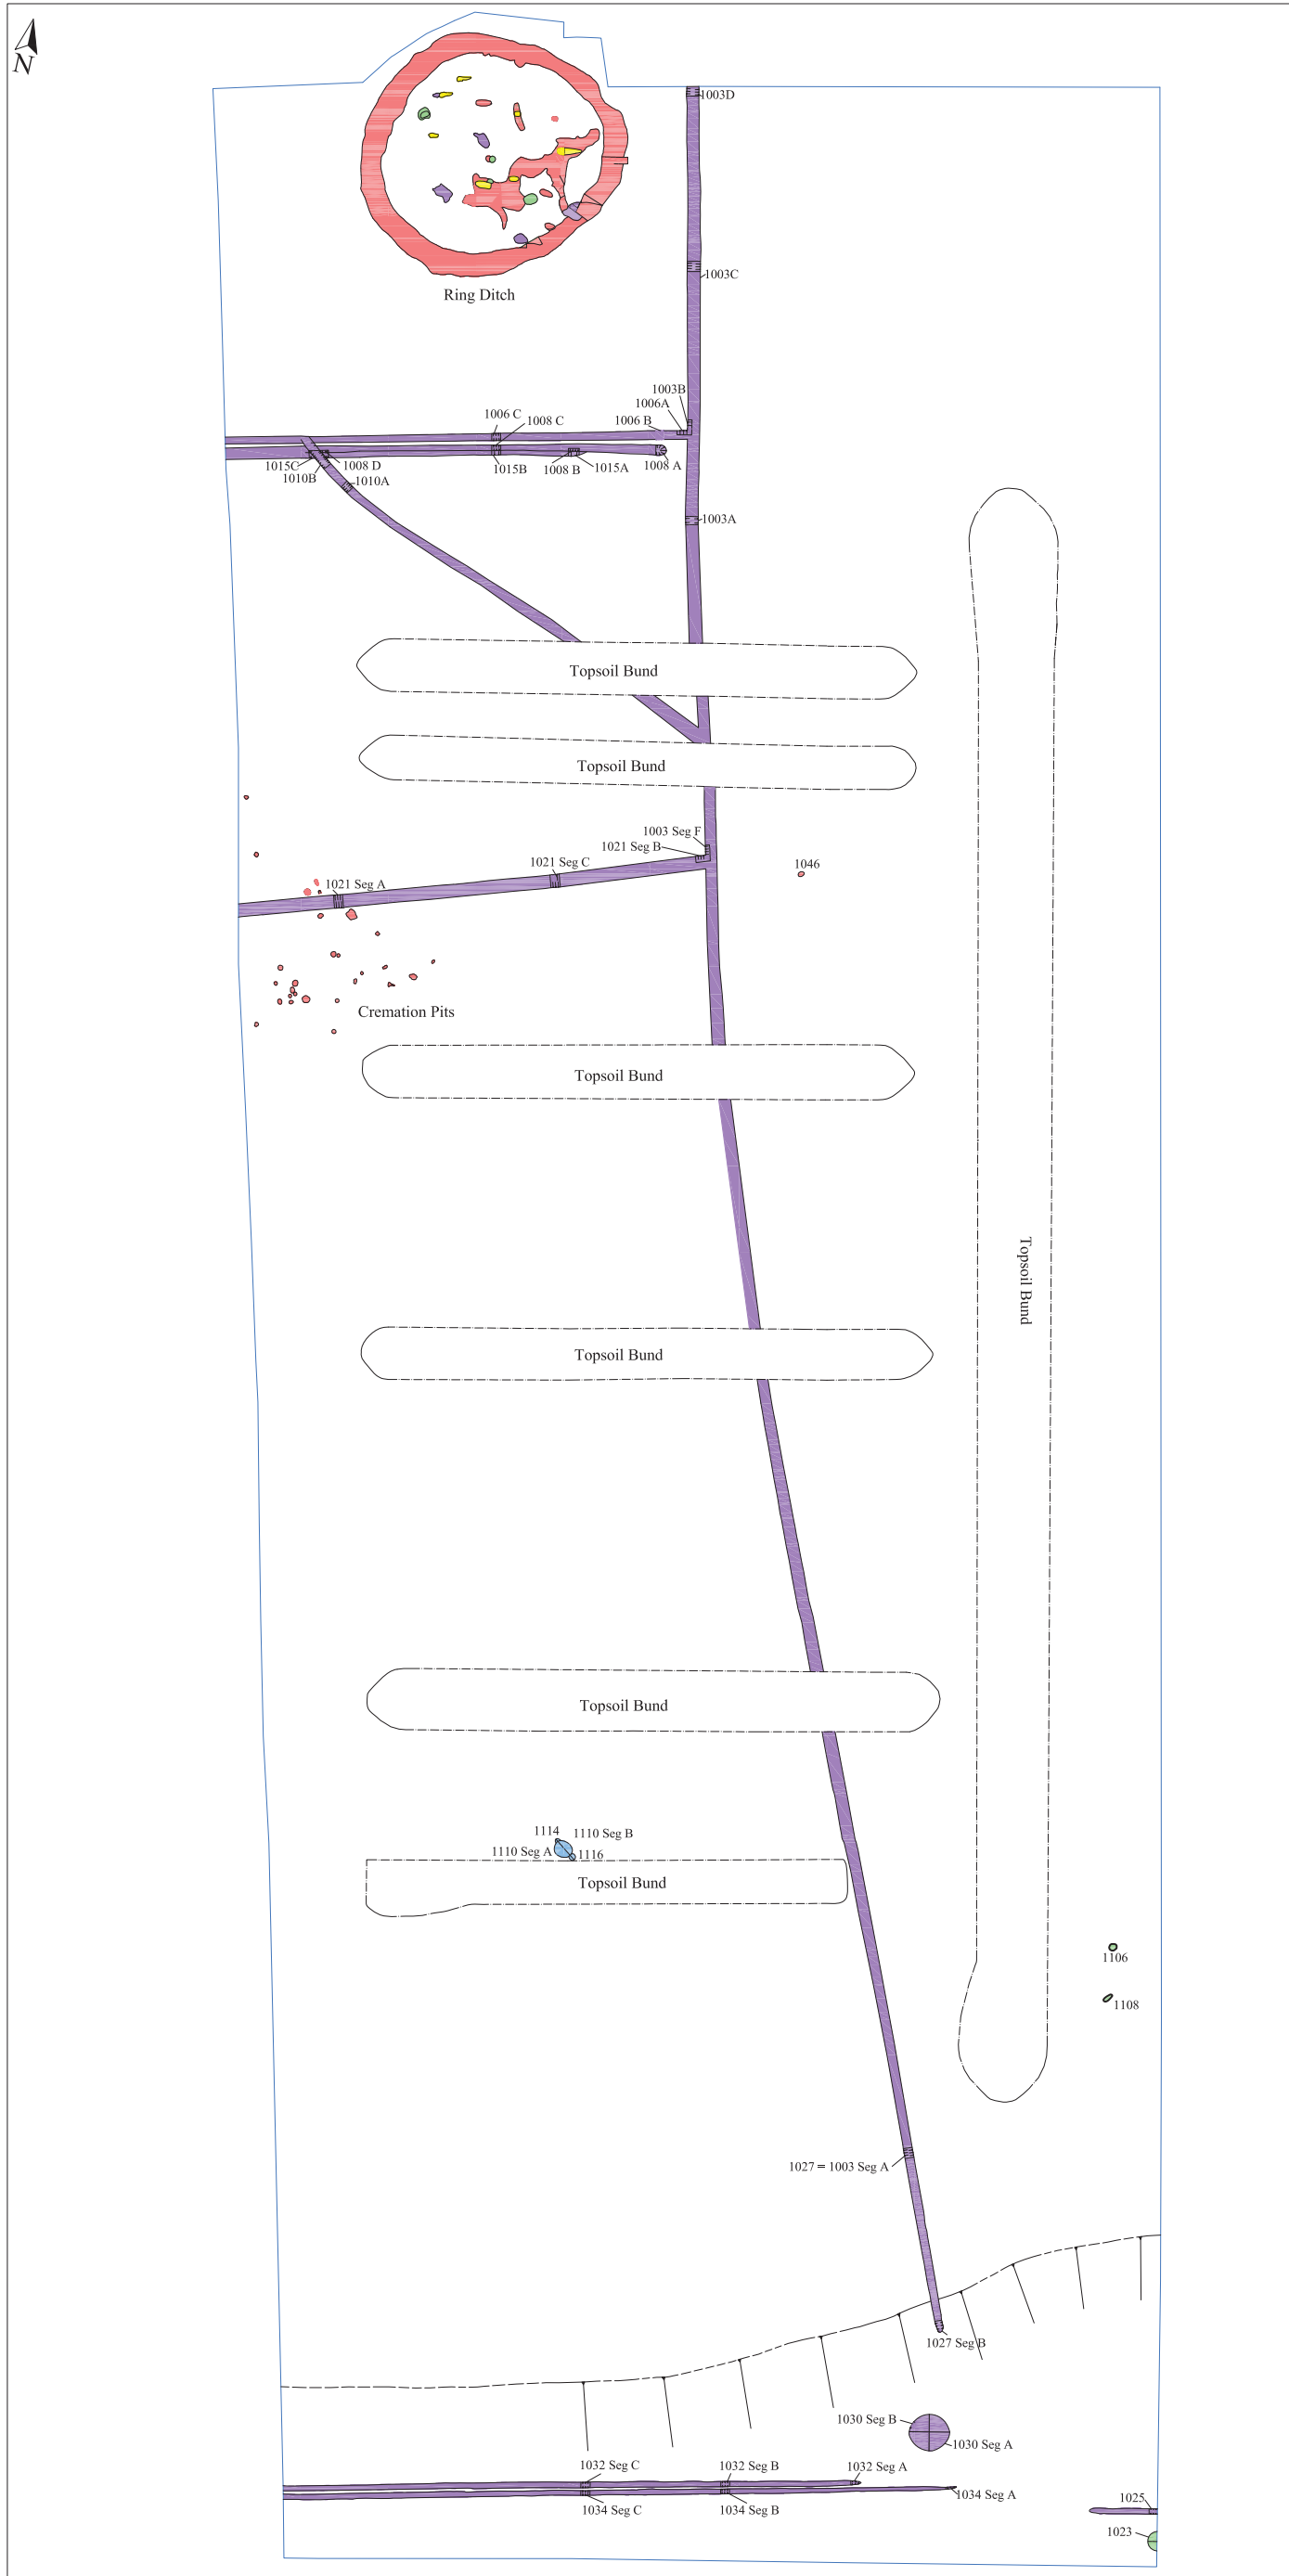 N
1003D
1003C
Ring Ditch
1003B
1006A
1006 C
1008 C
1006 B
1015C
1008 D
1010B
1010A
1015B
1008 B
1015A
1008 A
1003A
Topsoil Bund
Topsoil Bund
1003 Seg F
1021 Seg B
1021 Seg C
1046
1021 Seg A
Cremation Pits
Topsoil Bund
Topsoil Bund
Topsoil Bund
Topsoil Bund
1114
1110 Seg B
1110 Seg A
1116
Topsoil Bund
1106
1108
1027 = 1003 Seg A
1027 Seg B
1030 Seg B
1030 Seg A
1032 Seg C
1032 Seg B
1032 Seg A
1034 Seg A
1034 Seg C
1034 Seg B
1025
1023